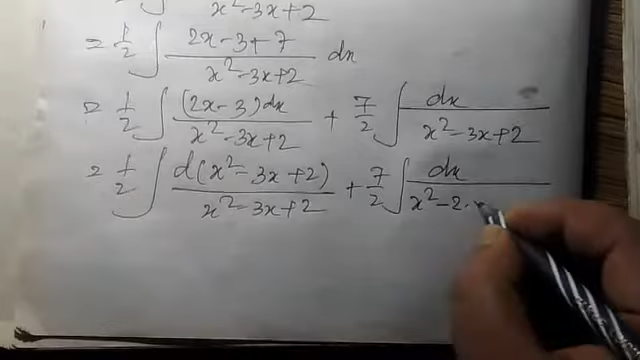 x²-3x+2
= 1/2 ∫ (2x-3+7)/(x²-3x+2) dx
= 1/2 ∫ (2x-3)dx/(x²-3x+2) + 7/2 ∫ dx/(x²-3x+2)
= 1/2 ∫ d(x²-3x+2)/(x²-3x+2) + 7/2 ∫ dx/(x²-2·x